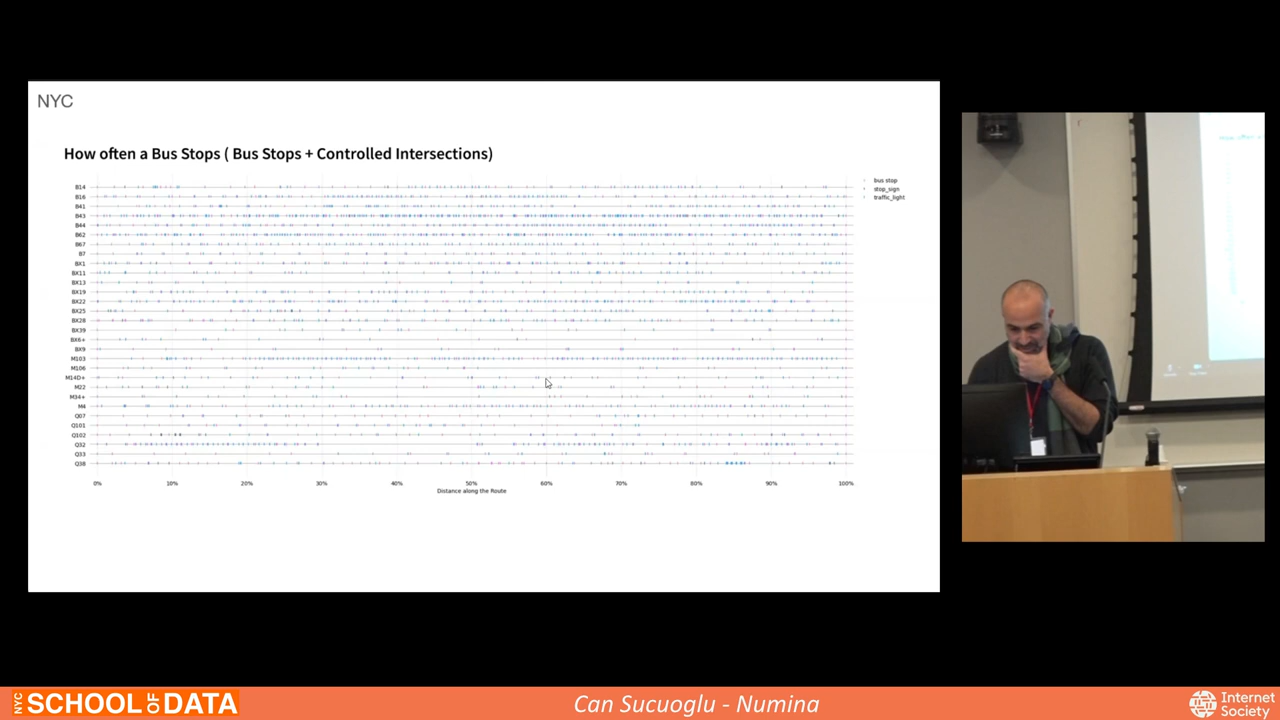 NYC
How often a Bus Stops ( Bus Stops + Controlled Intersections)
bus stop
stop_sign
traffic_light
B14
B16
B41
B43
B44
B62
B67
B7
BX1
BX11
BX13
BX19
BX22
BX25
BX28
BX39
BX6+
BX9
M103
M106
M14D+
M22
M34+
M4
Q07
Q101
Q102
Q32
Q33
Q38
0% 10% 20% 30% 40% 50% 60% 70% 80% 90% 100%
Distance along the Route
NYC SCHOOL OF DATA
Can Sucuoglu - Numina
Internet
Society